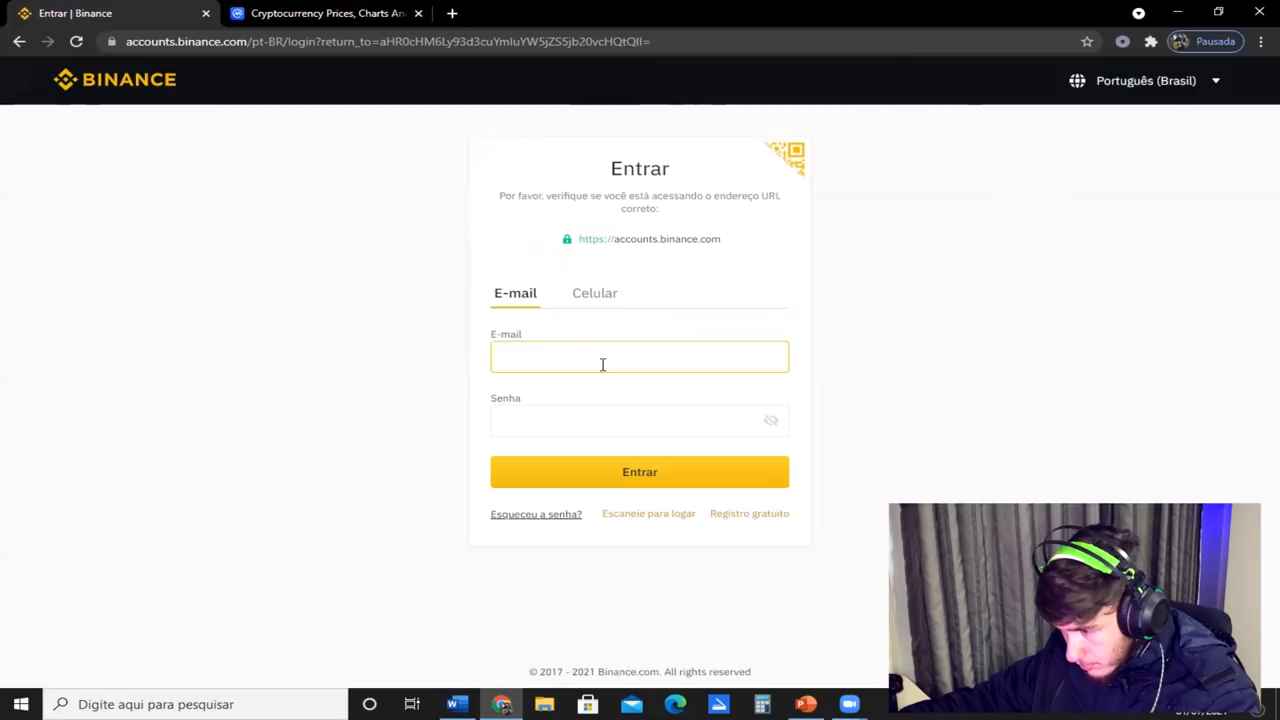 Entrar | Binance
Cryptocurrency Prices, Charts An
accounts.binance.com/pt-BR/login?return_to=aHR0cHM6Ly93d3cuYmluYW5jZS5jb20vcHQtQlI=
Pausada
BINANCE
Português (Brasil)
Entrar
Por favor, verifique se você está acessando o endereço URL
correto:
https://accounts.binance.com
E-mail Celular
E-mail
Senha
Entrar
Esqueceu a senha? Escaneie para logar Registro gratuito
© 2017 - 2021 Binance.com. All rights reserved
Digite aqui para pesquisar